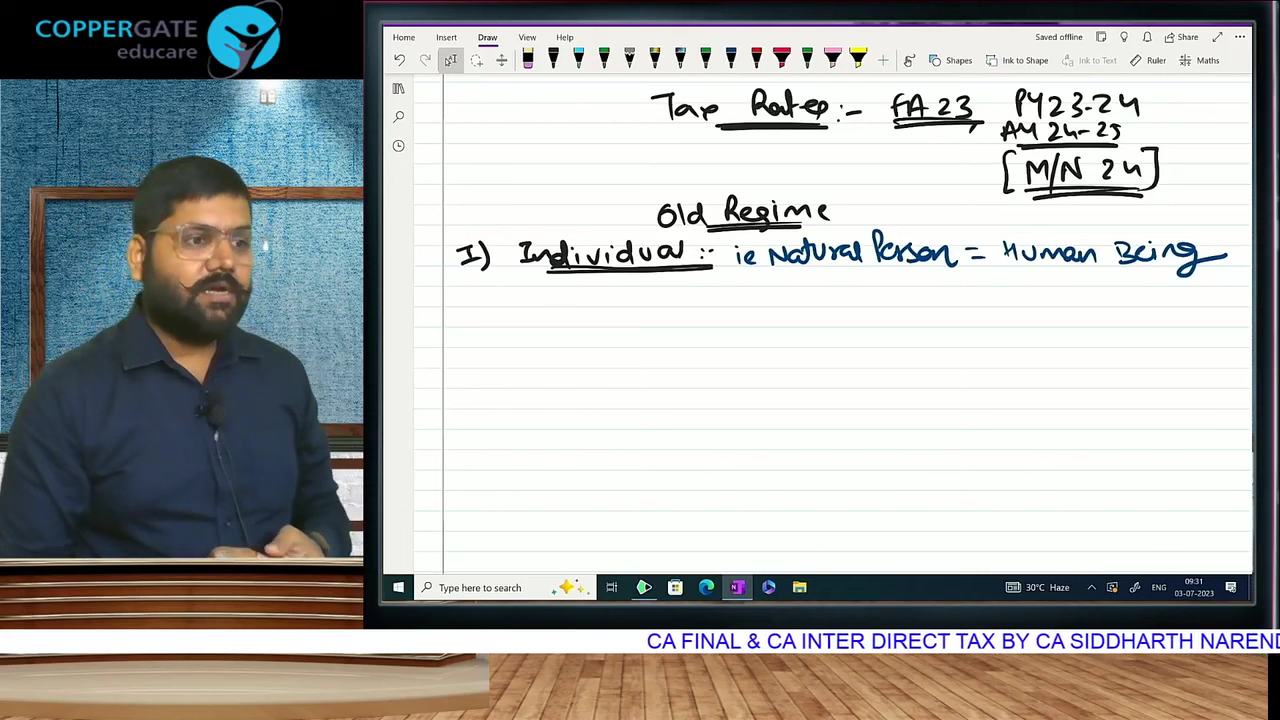 COPPERGATE
educare
Home Insert Draw View Help
Saved offline
Share
Shapes
Ink to Shape
Ink to Text
Ruler
Maths
Tax Rates :- FA 23 PY 23-24
AY 24-25
[M/N 24]
Old Regime
I) Individual :- ie Natural Person = Human Being
Type here to search
30°C Haze
ENG
09:31
03-07-2023
CA FINAL & CA INTER DIRECT TAX BY CA SIDDHARTH NAREND